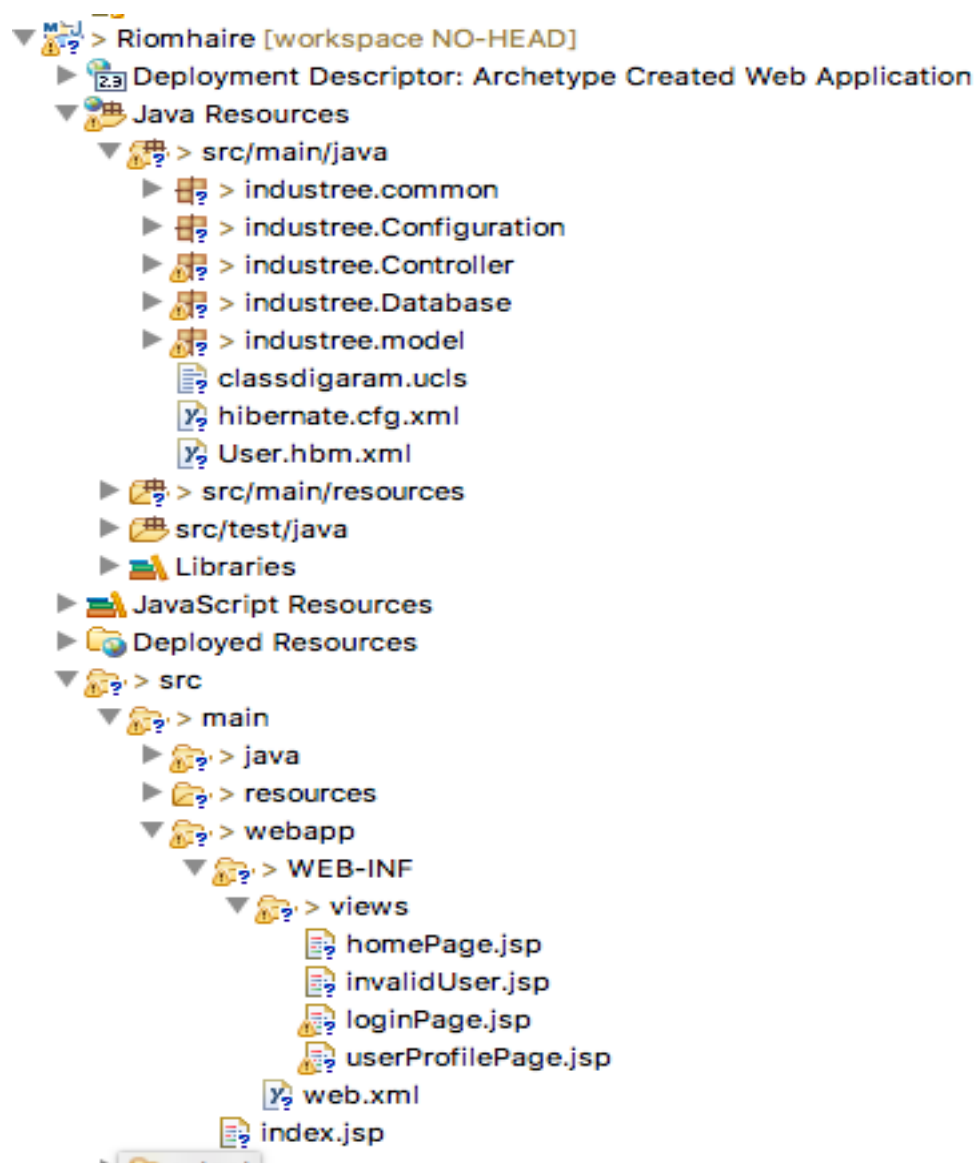 > Riomhaire [workspace NO-HEAD]
2.3 Deployment Descriptor: Archetype Created Web Application
Java Resources
> src/main/java
> industree.common
> industree.Configuration
> industree.Controller
> industree.Database
> industree.model
classdigaram.ucls
hibernate.cfg.xml
User.hbm.xml
> src/main/resources
src/test/java
Libraries
JavaScript Resources
Deployed Resources
> src
> main
> java
> resources
> webapp
> WEB-INF
> views
homePage.jsp
invalidUser.jsp
loginPage.jsp
userProfilePage.jsp
web.xml
index.jsp